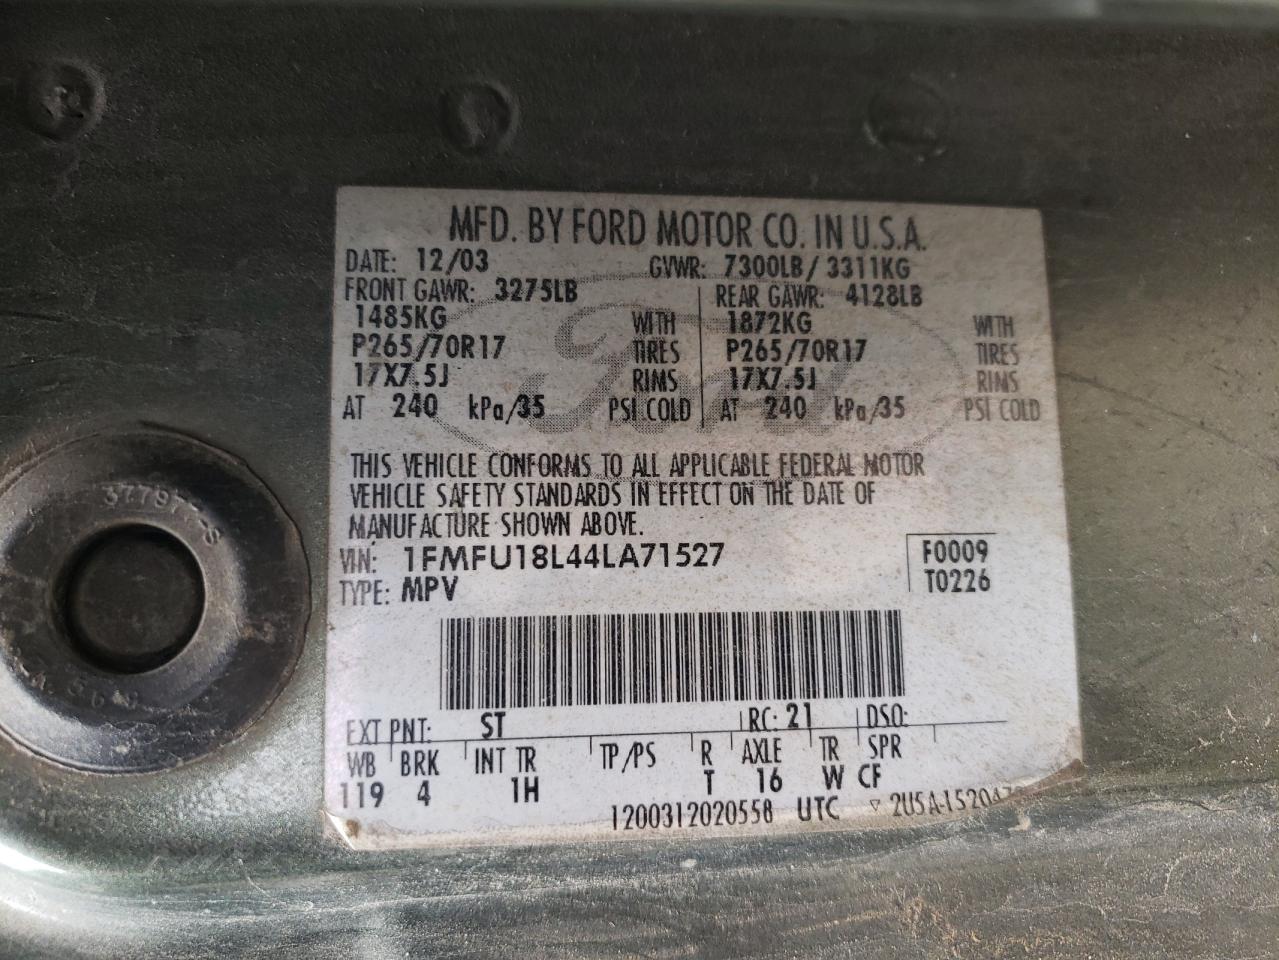 MFD. BY FORD MOTOR CO. IN U.S.A.
DATE: 12/03 GVWR: 7300LB/ 3311KG
FRONT GAWR: 3275LB REAR GAWR: 4128LB
1485KG WITH 1872KG WITH
P265/70R17 TIRES P265/70R17 TIRES
17X7.5J RIMS 17X7.5J RIMS
AT 240 kPa/35 PSI COLD AT 240 kPa/35 PSI COLD
Ford
THIS VEHICLE CONFORMS TO ALL APPLICABLE FEDERAL MOTOR
VEHICLE SAFETY STANDARDS IN EFFECT ON THE DATE OF
MANUFACTURE SHOWN ABOVE.
VIN: 1FMFU18L44LA71527 F0009
TYPE: MPV T0226
EXT PNT: ST RC: 21 DSO:
WB BRK INT TR TP/PS R AXLE TR SPR
119 4 1H T 16 W CF
1200312020558 UTC ▽